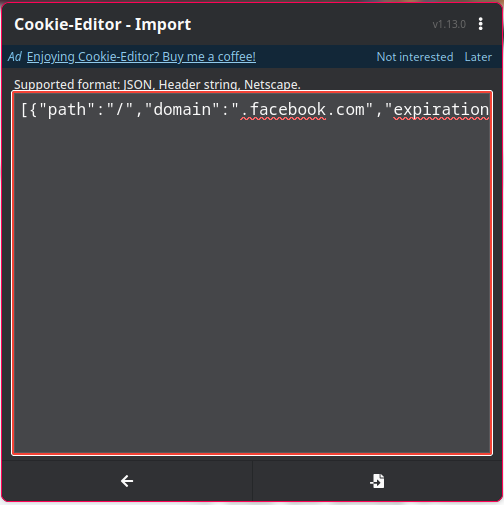 Cookie-Editor - Import
v1.13.0
Ad Enjoying Cookie-Editor? Buy me a coffee! Not interested Later
Supported format: JSON, Header string, Netscape.
[{"path":"/","domain":".facebook.com","expiration